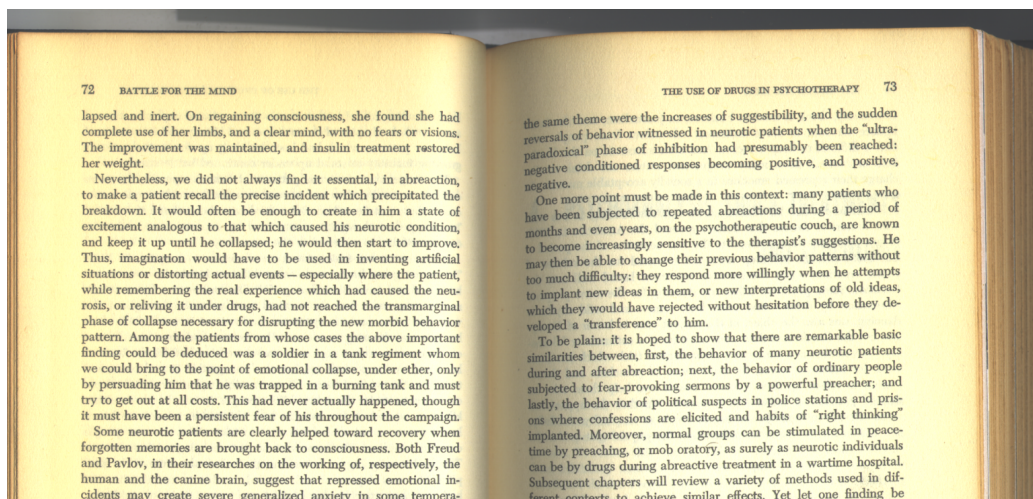 72 BATTLE FOR THE MIND
lapsed and inert. On regaining consciousness, she found she had
complete use of her limbs, and a clear mind, with no fears or visions.
The improvement was maintained, and insulin treatment restored
her weight.
Nevertheless, we did not always find it essential, in abreaction,
to make a patient recall the precise incident which precipitated the
breakdown. It would often be enough to create in him a state of
excitement analogous to that which caused his neurotic condition,
and keep it up until he collapsed; he would then start to improve.
Thus, imagination would have to be used in inventing artificial
situations or distorting actual events — especially where the patient,
while remembering the real experience which had caused the neu-
rosis, or reliving it under drugs, had not reached the transmarginal
phase of collapse necessary for disrupting the new morbid behavior
pattern. Among the patients from whose cases the above important
finding could be deduced was a soldier in a tank regiment whom
we could bring to the point of emotional collapse, under ether, only
by persuading him that he was trapped in a burning tank and must
try to get out at all costs. This had never actually happened, though
it must have been a persistent fear of his throughout the campaign.
Some neurotic patients are clearly helped toward recovery when
forgotten memories are brought back to consciousness. Both Freud
and Pavlov, in their researches on the working of, respectively, the
human and the canine brain, suggest that repressed emotional in-
cidents may create severe generalized anxiety in some tempera-
THE USE OF DRUGS IN PSYCHOTHERAPY 73
the same theme were the increases of suggestibility, and the sudden
reversals of behavior witnessed in neurotic patients when the "ultra-
paradoxical" phase of inhibition had presumably been reached:
negative conditioned responses becoming positive, and positive,
negative.
One more point must be made in this context: many patients who
have been subjected to repeated abreactions during a period of
months and even years, on the psychotherapeutic couch, are known
to become increasingly sensitive to the therapist's suggestions. He
may then be able to change their previous behavior patterns without
too much difficulty: they respond more willingly when he attempts
to implant new ideas in them, or new interpretations of old ideas,
which they would have rejected without hesitation before they de-
veloped a "transference" to him.
To be plain: it is hoped to show that there are remarkable basic
similarities between, first, the behavior of many neurotic patients
during and after abreaction; next, the behavior of ordinary people
subjected to fear-provoking sermons by a powerful preacher; and
lastly, the behavior of political suspects in police stations and pris-
ons where confessions are elicited and habits of "right thinking"
implanted. Moreover, normal groups can be stimulated in peace-
time by preaching, or mob oratory, as surely as neurotic individuals
can be by drugs during abreactive treatment in a wartime hospital.
Subsequent chapters will review a variety of methods used in dif-
ferent contexts to achieve similar effects. Yet let one finding be